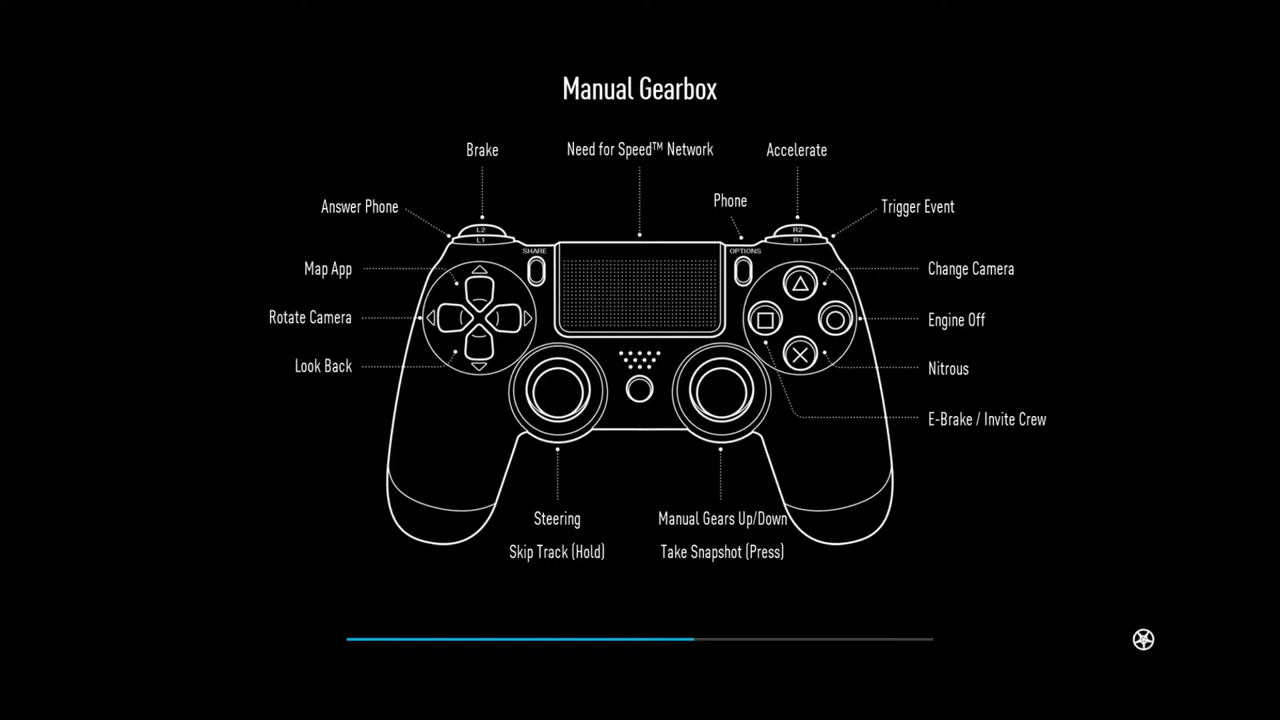 Manual Gearbox
Brake
Need for Speed™ Network
Accelerate
Phone
Answer Phone
Trigger Event
L2
R2
L1
R1
SHARE
OPTIONS
Map App
Change Camera
Rotate Camera
Engine Off
Look Back
Nitrous
E-Brake / Invite Crew
Steering
Manual Gears Up/Down
Skip Track (Hold)
Take Snapshot (Press)